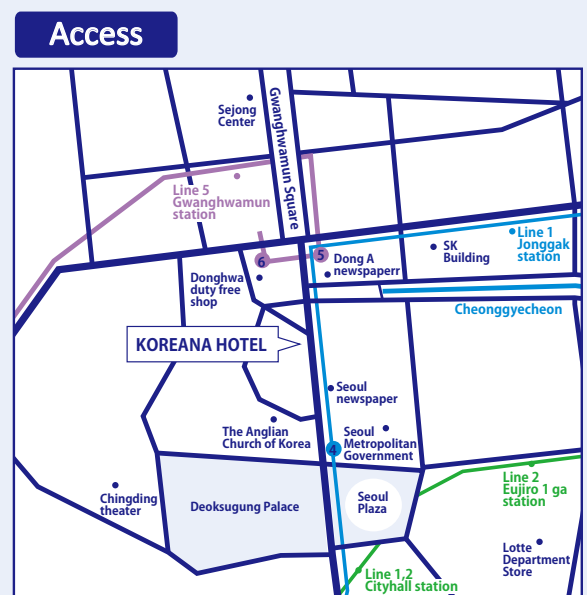 Access
Sejong
Center
Gwanghwamun Square
Line 5
Gwanghwamun
station
6
5
Donghwa
duty free
shop
Dong A
newspaperr
SK
Building
Line 1
Jonggak
station
Cheonggyecheon
KOREANA HOTEL
Seoul
newspaper
The Anglian
Church of Korea
Seoul
Metropolitan
Government
4
Chingding
theater
Deoksugung Palace
Seoul
Plaza
Line 2
Eujiro 1 ga
station
Lotte
Department
Store
Line 1,2
Cityhall station